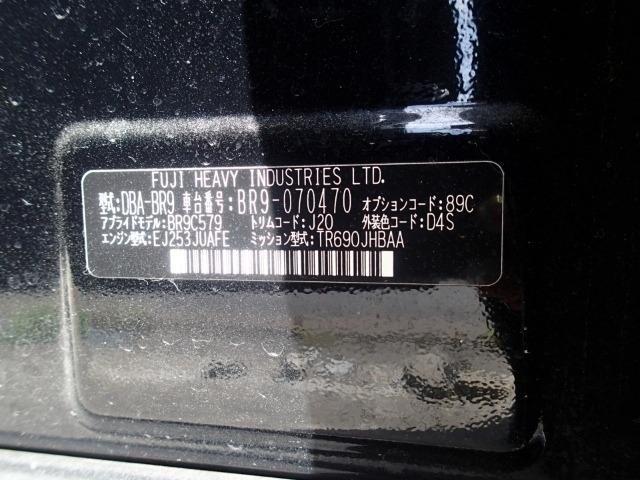 FUJI HEAVY INDUSTRIES LTD.
型式:DBA-BR9 車台番号:BR9-070470 オプションコード:89C
アプライドモデル:BR9C579 トリムコード:J20 外装色コード:D4S
エンジン型式:EJ253JUAFE ミッション型式:TR690JHBAA